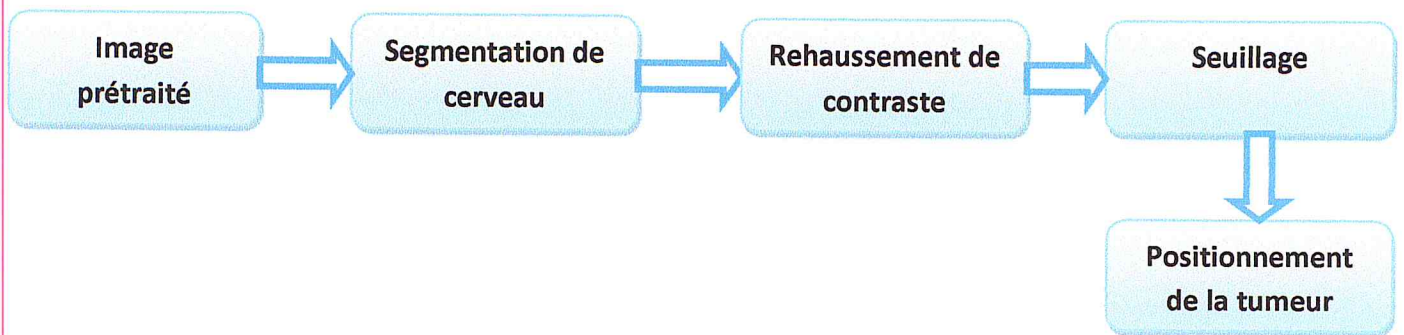 Image
prétraité
Segmentation de
cerveau
Rehaussement de
contraste
Seuillage
Positionnement
de la tumeur